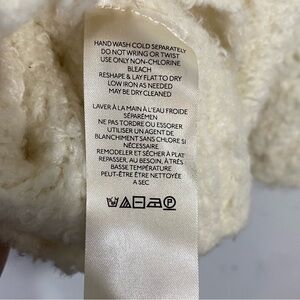 HAND WASH COLD SEPARATELY
DO NOT WRING OR TWIST
USE ONLY NON-CHLORINE
BLEACH
RESHAPE & LAY FLAT TO DRY
LOW IRON AS NEEDED
MAY BE DRY CLEANED
LAVER À LA MAIN À L'EAU FROIDE
SÉPARÉMEN
NE PAS TORDRE OU ESSORER
UTILISER UN AGENT DE
BLANCHIMENT SANS CHLORE SI
NÉCESSAIRE
REMODELER ET SÉCHER À PLAT
REPASSER, AU BESOIN, À TRÈS
BASSE TEMPÉRATURE
PEUT-ÊTRE ÊTRE NETTOYÉE
A SEC